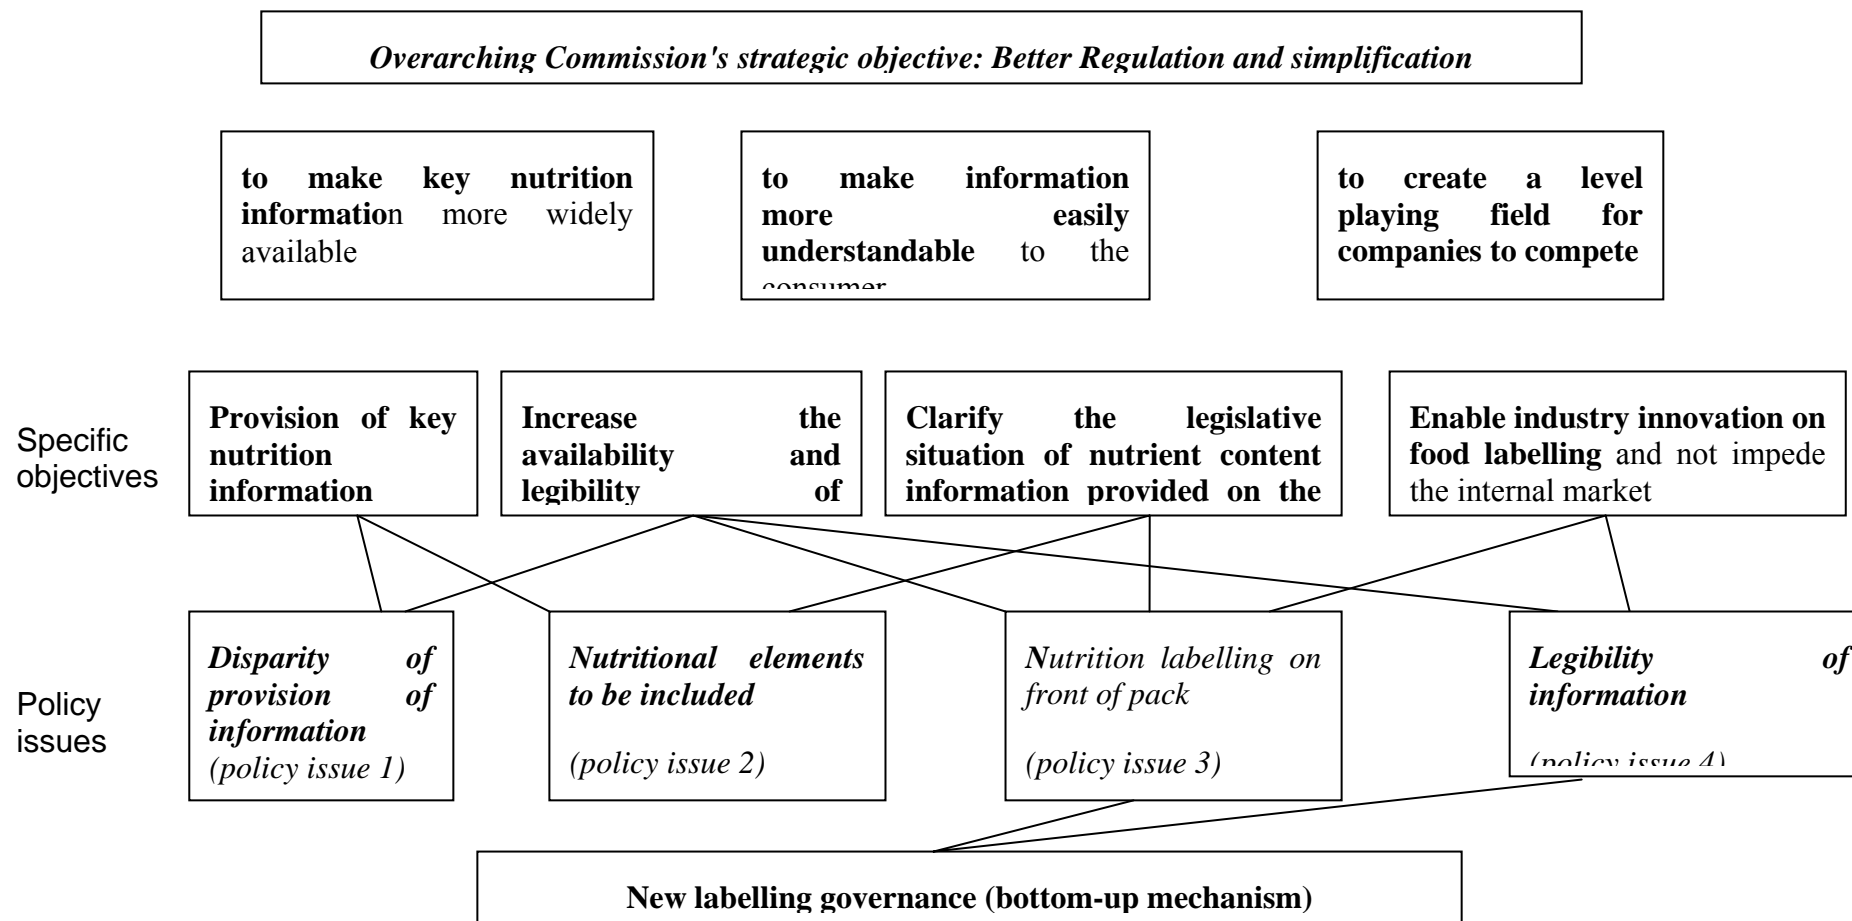 Overarching Commission's strategic objective: Better Regulation and simplification
to make key nutrition
information more widely
available
to make information
more easily
understandable to the
consumer
to create a level
playing field for
companies to compete
Specific
objectives
Provision of key
nutrition
information
Increase the
availability and
legibility of
Clarify the legislative
situation of nutrient content
information provided on the
Enable industry innovation on
food labelling and not impede
the internal market
Policy
issues
Disparity of
provision of
information
(policy issue 1)
Nutritional elements
to be included
(policy issue 2)
Nutrition labelling on
front of pack
(policy issue 3)
Legibility of
information
(policy issue 4)
New labelling governance (bottom-up mechanism)